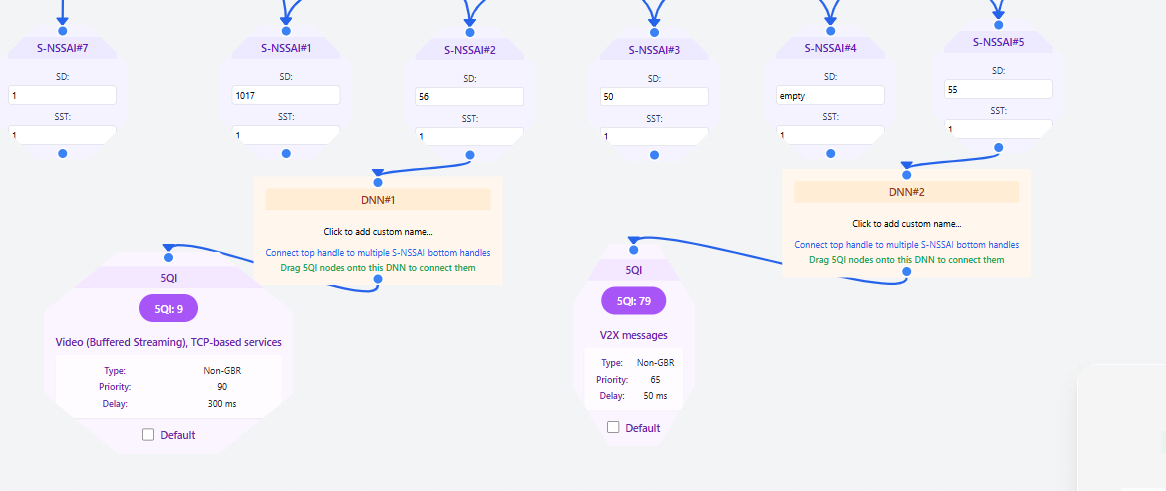 S-NSSAI#7
SD:
1
SST:
1
S-NSSAI#1
SD:
1017
SST:
1
S-NSSAI#2
SD:
56
SST:
1
S-NSSAI#3
SD:
50
SST:
1
S-NSSAI#4
SD:
empty
SST:
1
S-NSSAI#5
SD:
55
SST:
1
DNN#1
Click to add custom name...
Connect top handle to multiple S-NSSAI bottom handles
Drag 5QI nodes onto this DNN to connect them
DNN#2
Click to add custom name...
Connect top handle to multiple S-NSSAI bottom handles
Drag 5QI nodes onto this DNN to connect them
5QI
5QI: 9
Video (Buffered Streaming), TCP-based services
Type: Non-GBR
Priority: 90
Delay: 300 ms
Default
5QI
5QI: 79
V2X messages
Type: Non-GBR
Priority: 65
Delay: 50 ms
Default